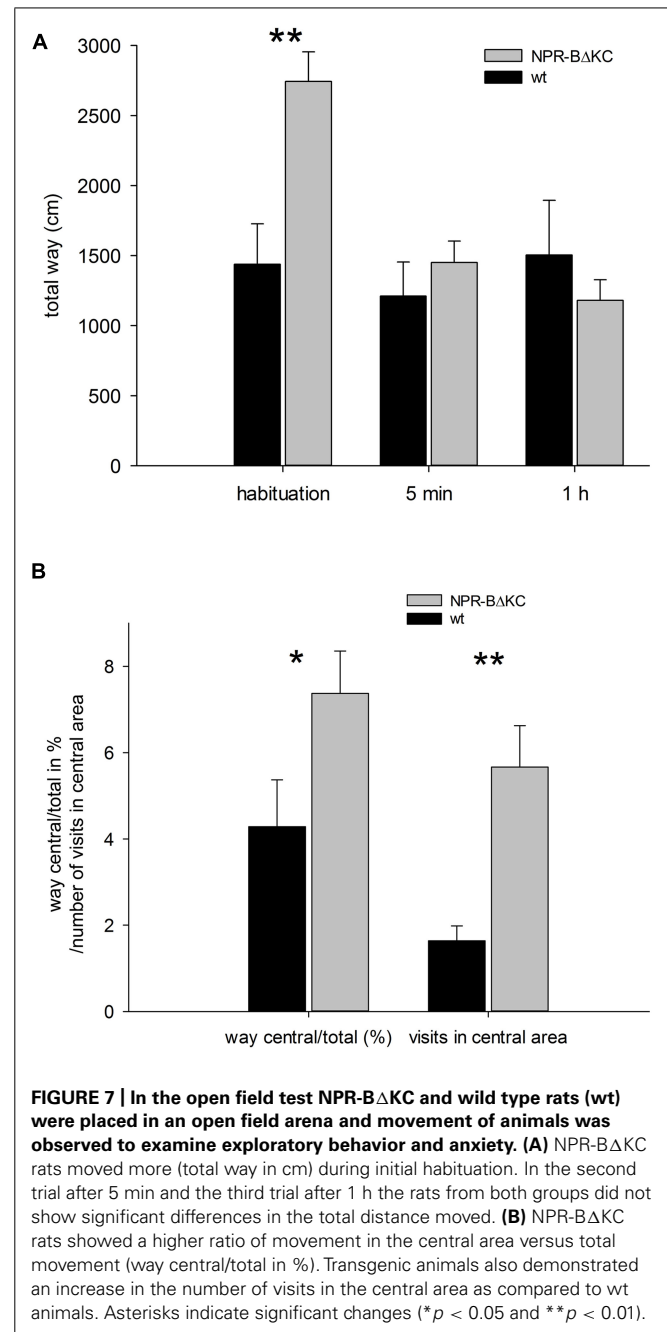 A
**
NPR-BΔKC
wt
3000
2500
2000
1500
1000
500
0
total way (cm)
habituation
5 min
1 h
B
NPR-BΔKC
wt
*
**
8
6
4
2
0
way central/total in %
/number of visits in central area
way central/total (%)
visits in central area
FIGURE 7 | In the open field test NPR-BΔKC and wild type rats (wt)
were placed in an open field arena and movement of animals was
observed to examine exploratory behavior and anxiety. (A) NPR-BΔKC
rats moved more (total way in cm) during initial habituation. In the second
trial after 5 min and the third trial after 1 h the rats from both groups did not
show significant differences in the total distance moved. (B) NPR-BΔKC
rats showed a higher ratio of movement in the central area versus total
movement (way central/total in %). Transgenic animals also demonstrated
an increase in the number of visits in the central area as compared to wt
animals. Asterisks indicate significant changes (*p < 0.05 and **p < 0.01).